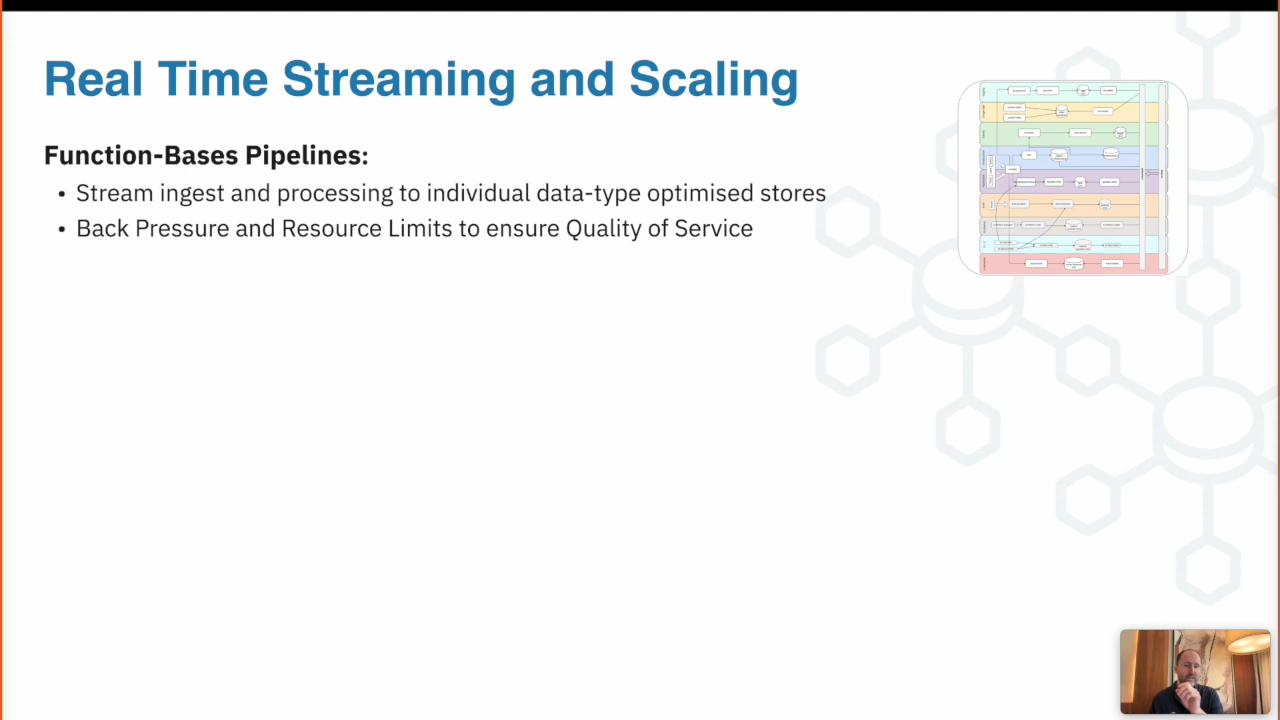 Real Time Streaming and Scaling
Function-Bases Pipelines:
• Stream ingest and processing to individual data-type optimised stores
• Back Pressure and Resource Limits to ensure Quality of Service